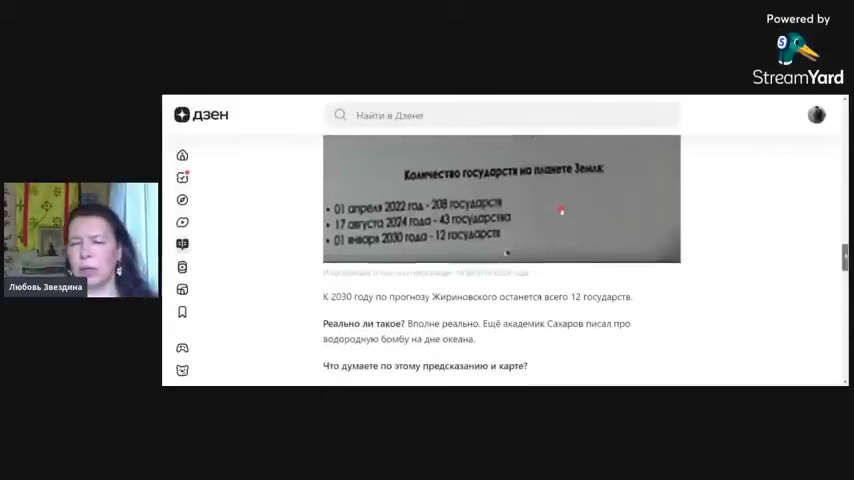 Powered by
StreamYard
дзен
Найти в Дзене
Количество государств на планете Земля:
• 01 апреля 2022 год - 208 государств
• 17 августа 2024 года - 43 государства
• 01 января 2030 года - 12 государств
К 2030 году по прогнозу Жириновского останется всего 12 государств.
Реально ли такое? Вполне реально. Ещё академик Сахаров писал про
водородную бомбу на дне океана.
Что думаете по этому предсказанию и карте?
Любовь Звездина